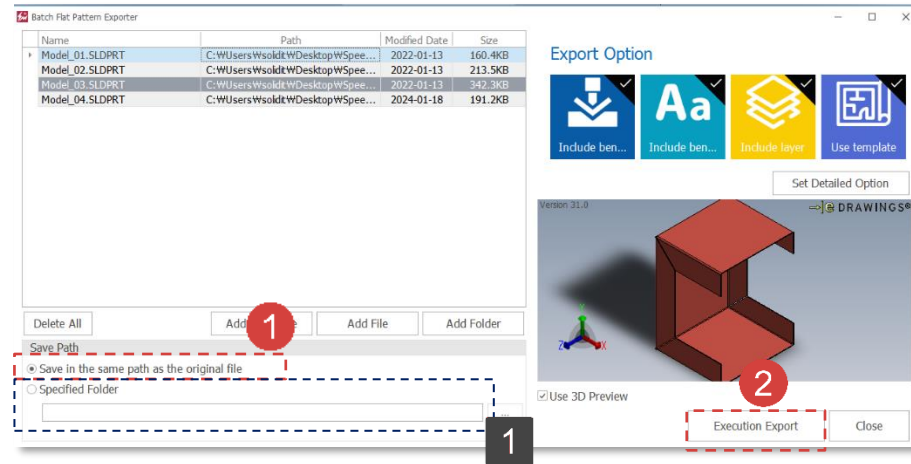 Batch Flat Pattern Exporter
Name Path Modified Date Size
Model_01.SLDPRT C:₩Users₩soldit₩Desktop₩Spee... 2022-01-13 160.4KB
Model_02.SLDPRT C:₩Users₩soldit₩Desktop₩Spee... 2022-01-13 213.5KB
Model_03.SLDPRT C:₩Users₩soldit₩Desktop₩Spee... 2022-01-13 342.3KB
Model_04.SLDPRT C:₩Users₩soldit₩Desktop₩Spee... 2024-01-18 191.2KB
Delete All Add 1 Add File Add Folder
Save Path
Save in the same path as the original file
Specified Folder
...
1
Export Option
Aa
Include ben... Include ben... Include layer Use template
Set Detailed Option
Version 31.0 eDRAWINGS®
Y
Z X
Use 3D Preview
2
Execution Export Close